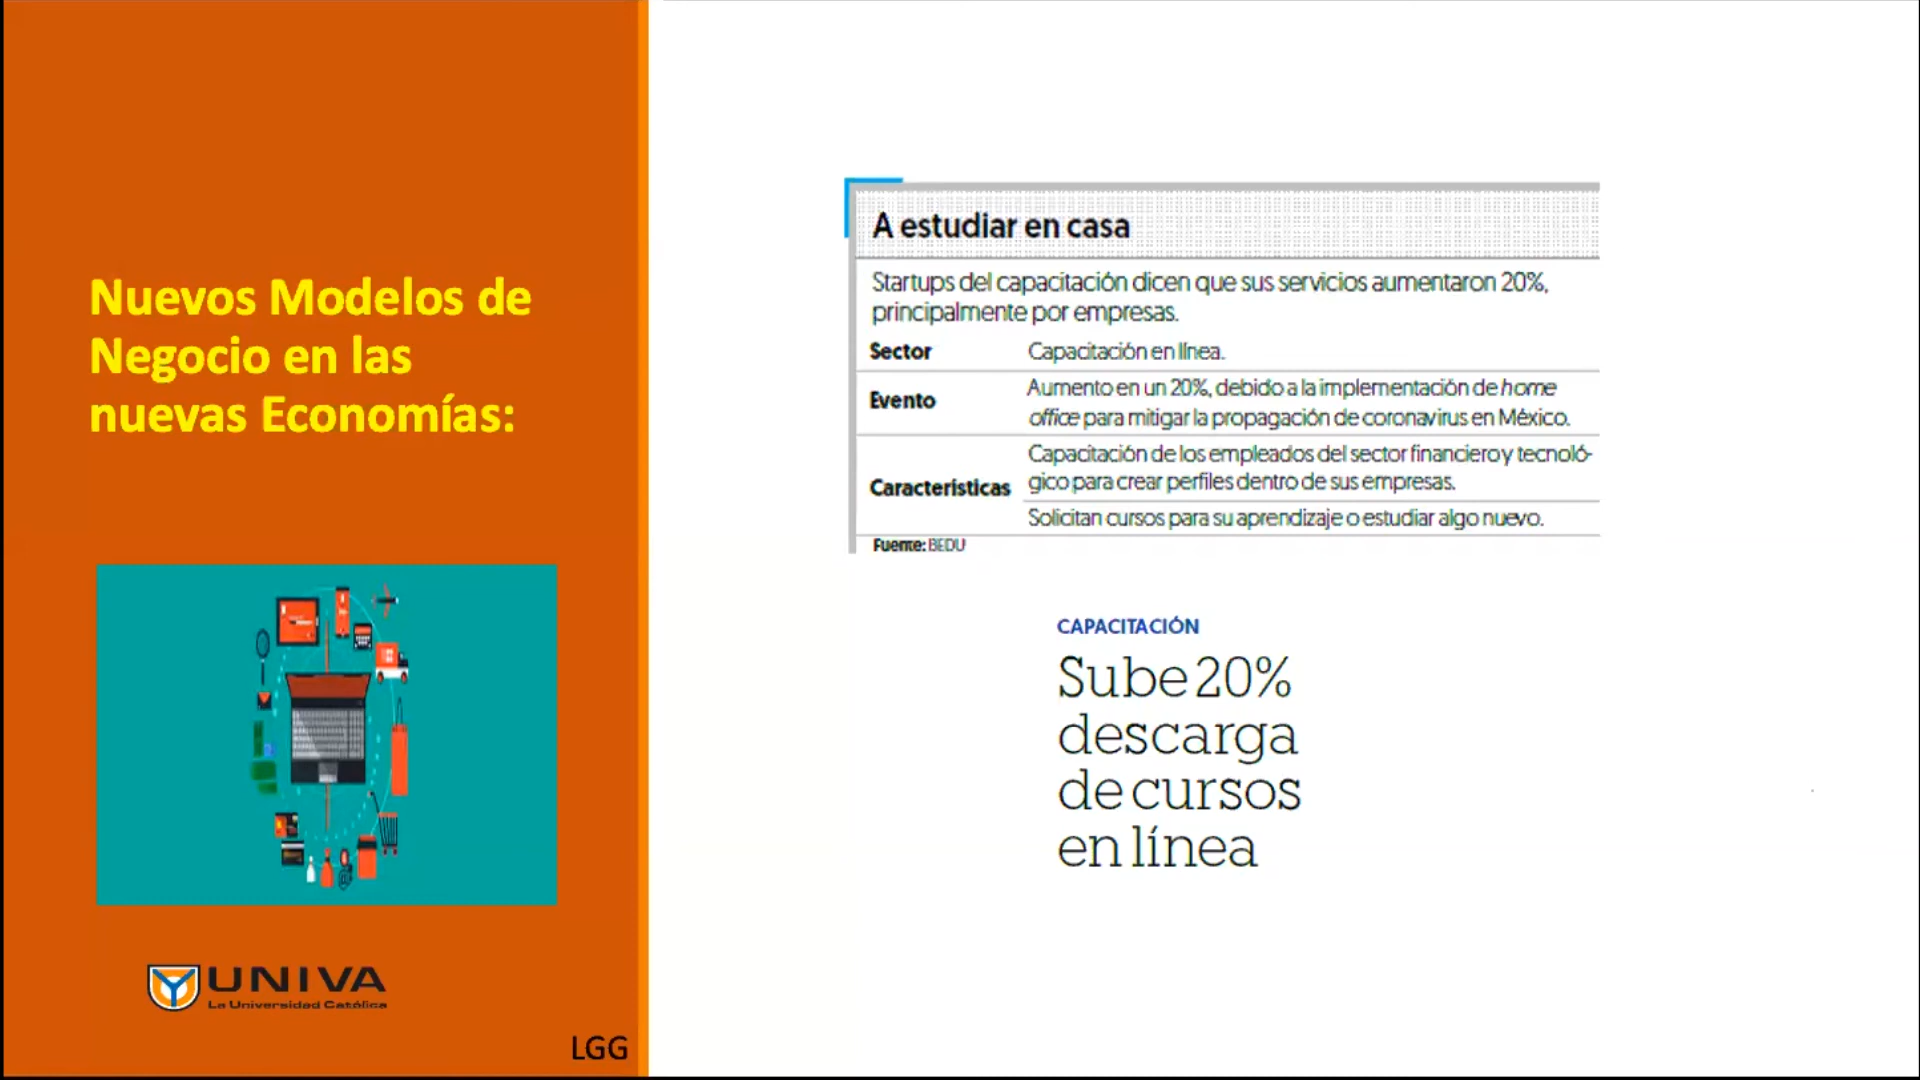 Nuevos Modelos de
Negocio en las
nuevas Economías:
UNIVA
La Universidad Católica
LGG
A estudiar en casa
Startups del capacitación dicen que sus servicios aumentaron 20%,
principalmente por empresas.
Sector
Capacitación en línea.
Evento
Aumento en un 20%, debido a la implementación de home
office para mitigar la propagación de coronavirus en México.
Características
Capacitación de los empleados del sector financiero y tecnoló-
gico para crear perfiles dentro de sus empresas.
Solicitan cursos para su aprendizaje o estudiar algo nuevo.
Fuente: BEDU
CAPACITACIÓN
Sube 20%
descarga
de cursos
en línea